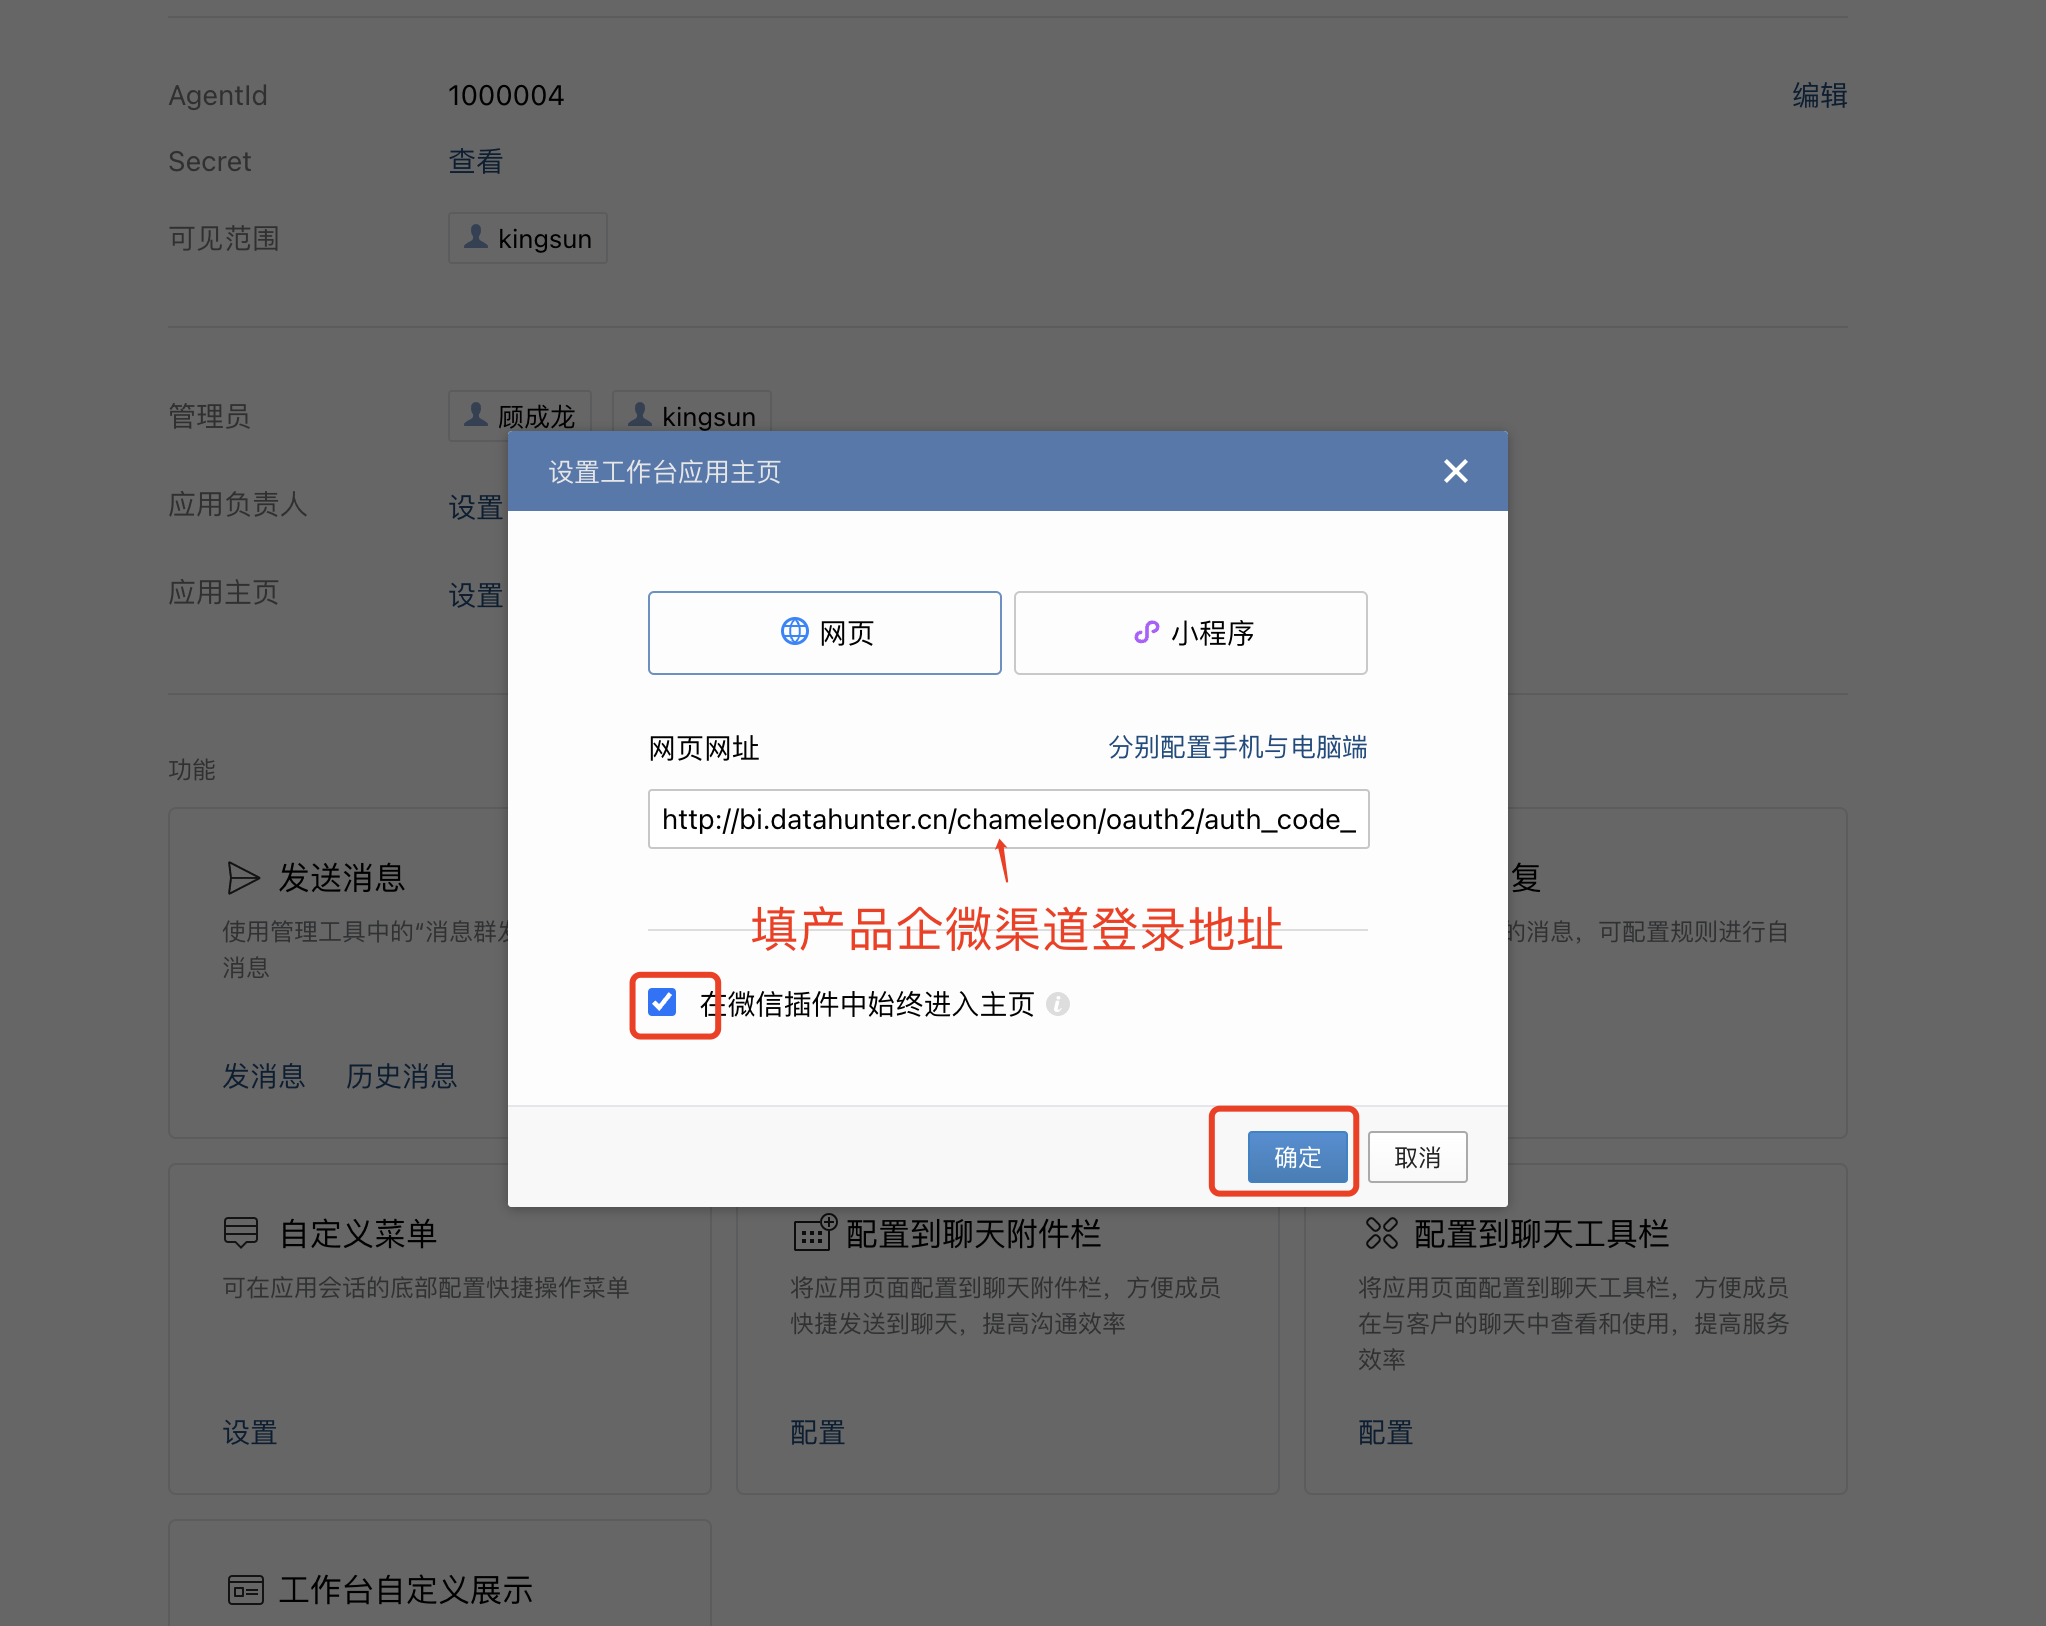 AgentId 1000004 编辑
Secret 查看
可见范围 kingsun
管理员 顾成龙 kingsun
应用负责人 设置
应用主页 设置
设置工作台应用主页
网页 小程序
网页网址 分别配置手机与电脑端
http://bi.datahunter.cn/chameleon/oauth2/auth_code_
填产品企微渠道登录地址
在微信插件中始终进入主页
确定 取消
功能
发送消息
使用管理工具中的“消息群发
消息
发消息 历史消息
复
的消息，可配置规则进行自
自定义菜单
可在应用会话的底部配置快捷操作菜单
设置
配置到聊天附件栏
将应用页面配置到聊天附件栏，方便成员
快捷发送到聊天，提高沟通效率
配置
配置到聊天工具栏
将应用页面配置到聊天工具栏，方便成员
在与客户的聊天中查看和使用，提高服务
效率
配置
工作台自定义展示